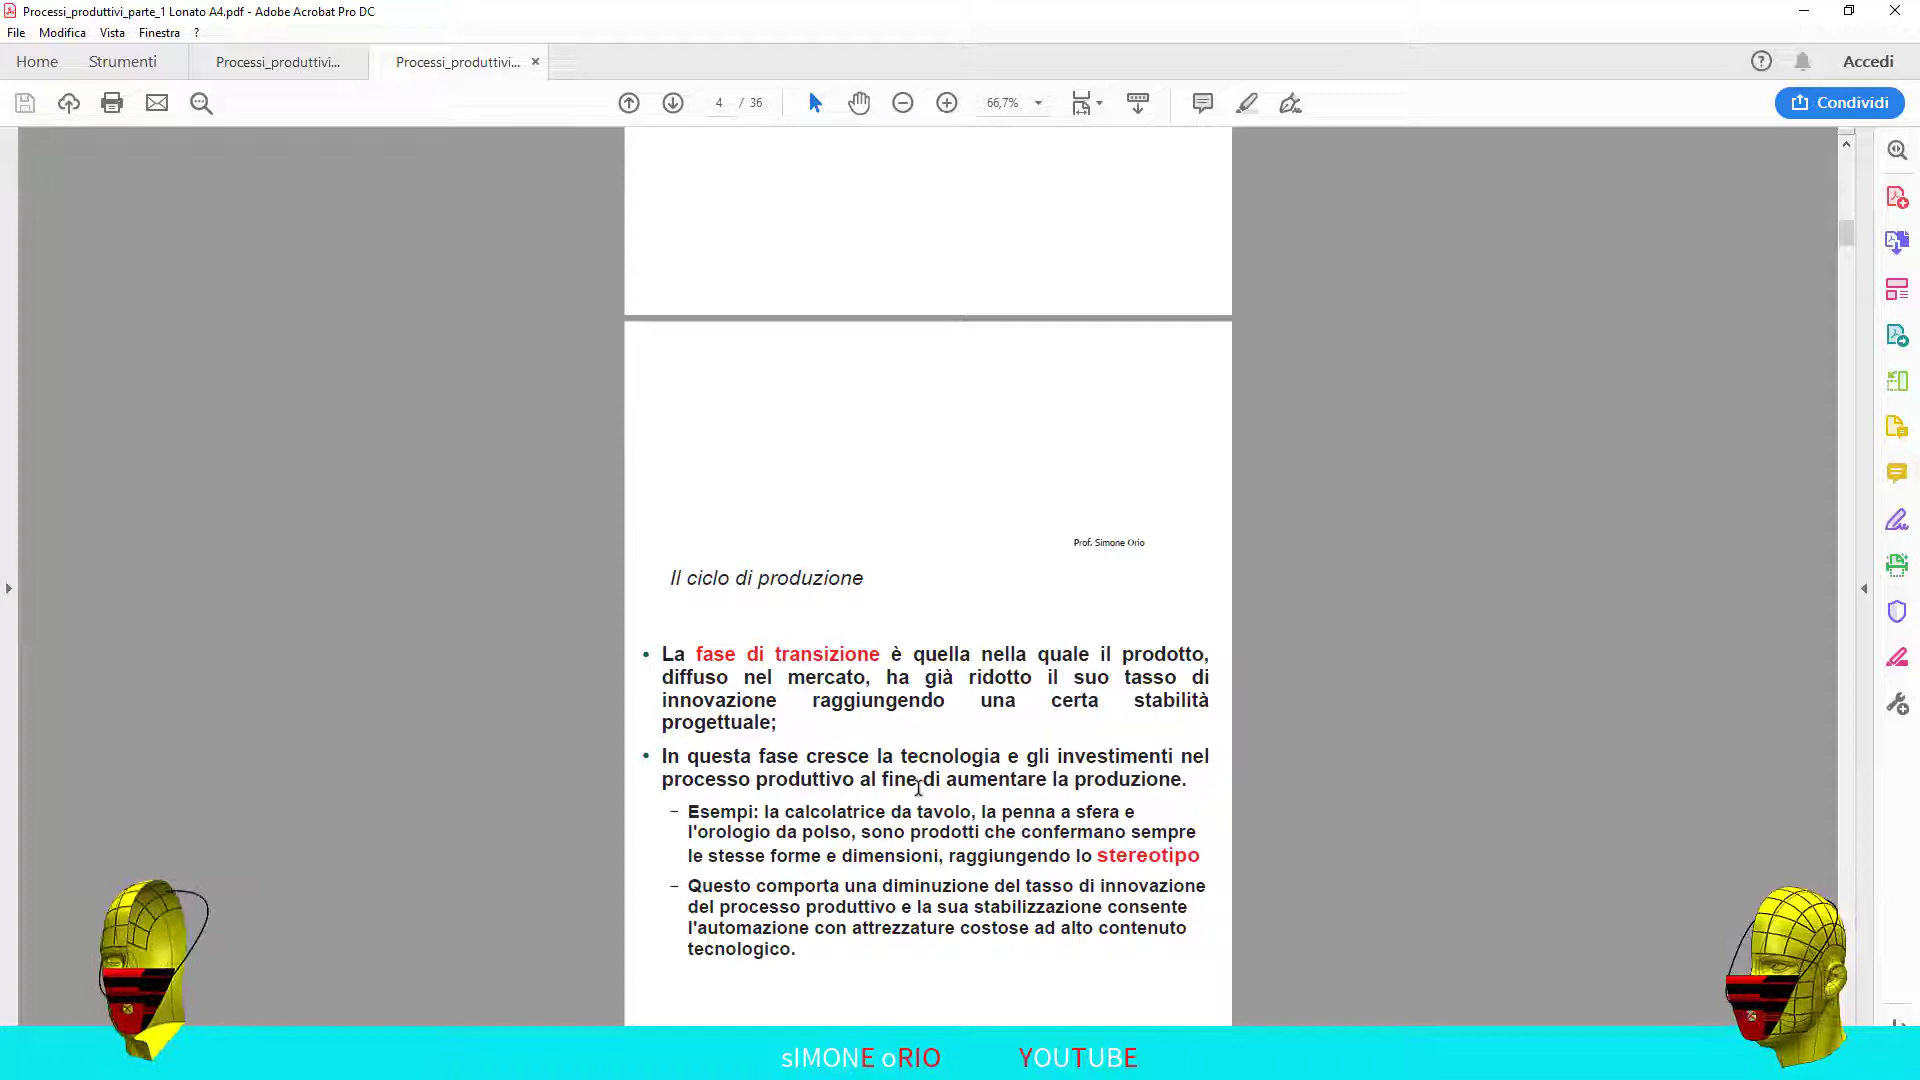 Processi_produttivi_parte_1 Lonato A4.pdf - Adobe Acrobat Pro DC
File Modifica Vista Finestra ?
Home Strumenti Processi_produttivi... Processi_produttivi... × ? Accedi
4 / 36 66,7% Condividi
Prof. Simone Orio
Il ciclo di produzione
• La fase di transizione è quella nella quale il prodotto,
diffuso nel mercato, ha già ridotto il suo tasso di
innovazione raggiungendo una certa stabilità
progettuale;
• In questa fase cresce la tecnologia e gli investimenti nel
processo produttivo al fine di aumentare la produzione.
– Esempi: la calcolatrice da tavolo, la penna a sfera e
l'orologio da polso, sono prodotti che confermano sempre
le stesse forme e dimensioni, raggiungendo lo stereotipo
– Questo comporta una diminuzione del tasso di innovazione
del processo produttivo e la sua stabilizzazione consente
l'automazione con attrezzature costose ad alto contenuto
tecnologico.
sIMONE oRIO YOUTUBE